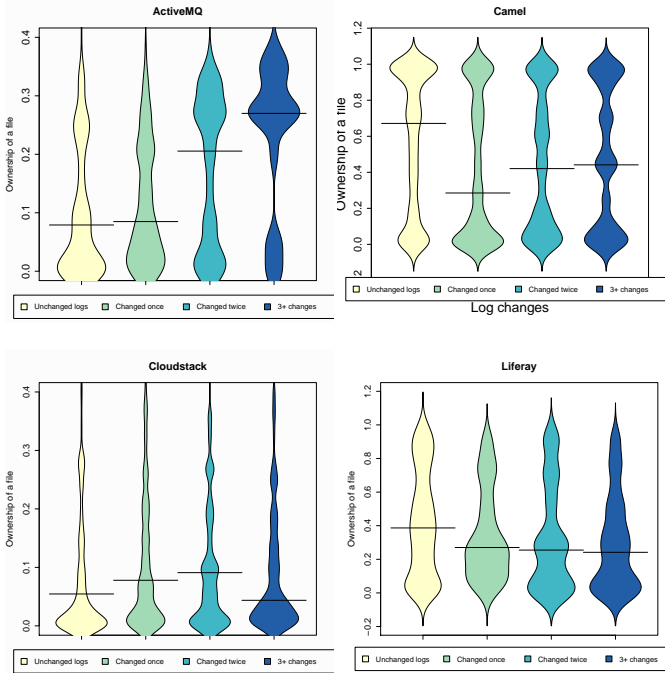 ActiveMQ
Ownership of a file
0.4
0.3
0.2
0.1
0.0
Unchanged logs Changed once Changed twice 3+ changes
Camel
Ownership of a file
1.2
1.0
0.8
0.6
0.4
0.2
0.0
2
Unchanged logs Changed once Changed twice 3+ changes
Log changes
Cloudstack
Ownership of a file
0.4
0.3
0.2
0.1
0.0
Unchanged logs Changed once Changed twice 3+ changes
Liferay
Ownership of a file
1.2
1.0
0.8
0.6
0.4
0.2
0.0
−0.2
Unchanged logs Changed once Changed twice 3+ changes